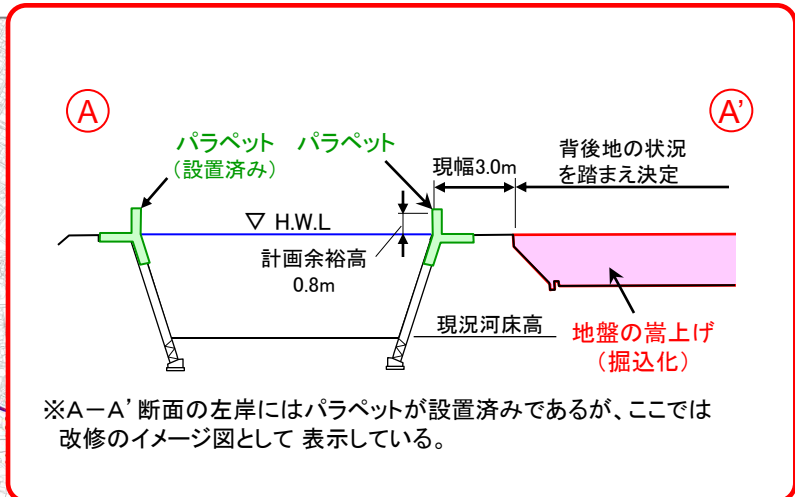 A
A'
パラペット
(設置済み)
パラペット
現幅3.0m
背後地の状況
を踏まえ決定
▽ H.W.L
計画余裕高
0.8m
現況河床高
地盤の嵩上げ
(掘込化)
※A-A’断面の左岸にはパラペットが設置済みであるが、ここでは
改修のイメージ図として 表示している。